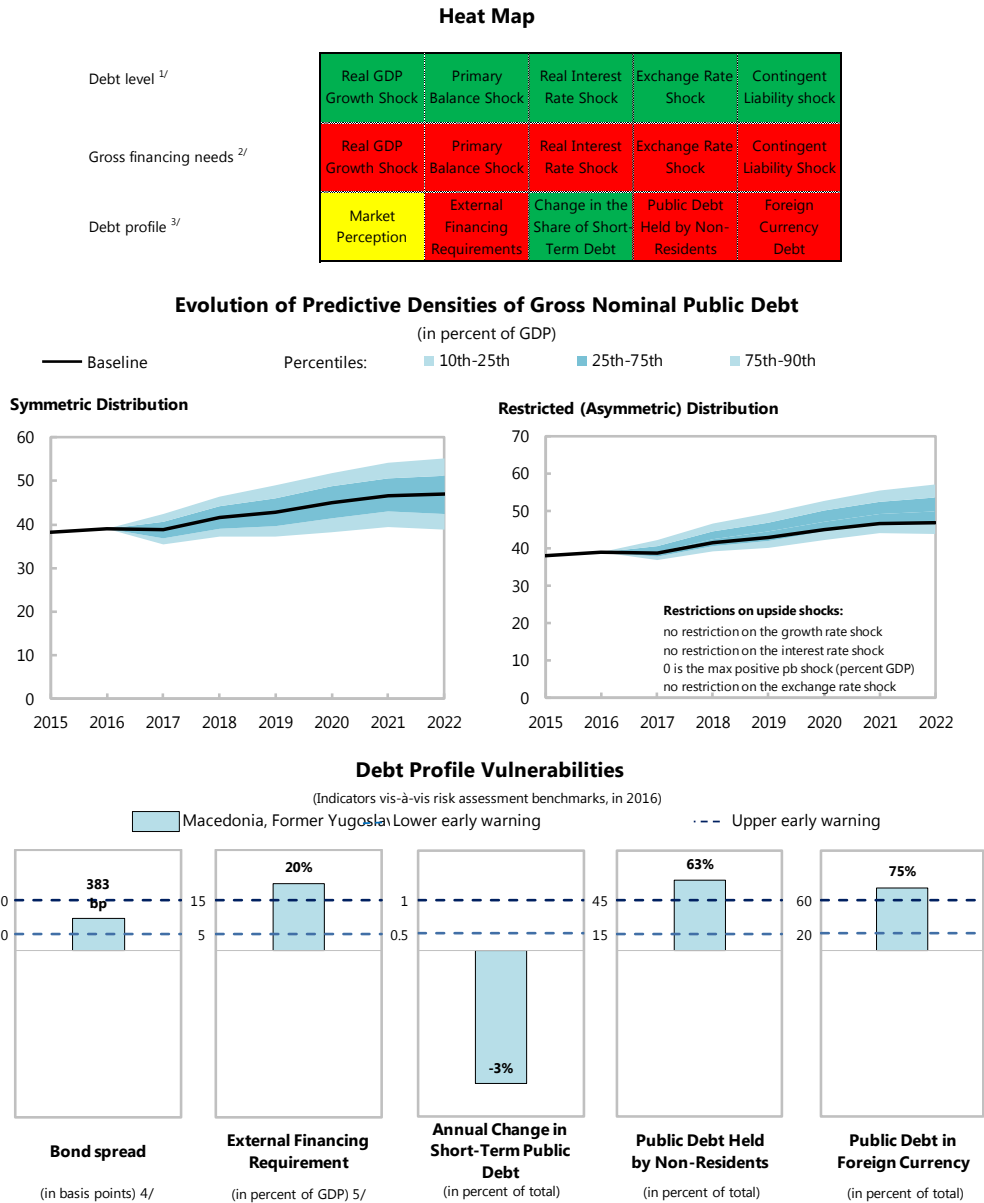 Heat Map
Debt level 1/
Real GDP Growth Shock
Primary Balance Shock
Real Interest Rate Shock
Exchange Rate Shock
Contingent Liability shock
Gross financing needs 2/
Real GDP Growth Shock
Primary Balance Shock
Real Interest Rate Shock
Exchange Rate Shock
Contingent Liability Shock
Debt profile 3/
Market Perception
External Financing Requirements
Change in the Share of Short-Term Debt
Public Debt Held by Non-Residents
Foreign Currency Debt
Evolution of Predictive Densities of Gross Nominal Public Debt
(in percent of GDP)
Baseline
Percentiles:
10th-25th
25th-75th
75th-90th
Symmetric Distribution
60
50
40
30
20
10
0
2015 2016 2017 2018 2019 2020 2021 2022
Restricted (Asymmetric) Distribution
70
60
50
40
30
20
10
0
Restrictions on upside shocks:
no restriction on the growth rate shock
no restriction on the interest rate shock
0 is the max positive pb shock (percent GDP)
no restriction on the exchange rate shock
2015 2016 2017 2018 2019 2020 2021 2022
Debt Profile Vulnerabilities
(Indicators vis-à-vis risk assessment benchmarks, in 2016)
Macedonia, Former Yugosla
Lower early warning
Upper early warning
0
0
383
bp
15
5
20%
1
0.5
-3%
45
15
63%
60
20
75%
Bond spread
(in basis points) 4/
External Financing
Requirement
(in percent of GDP) 5/
Annual Change in
Short-Term Public
Debt
(in percent of total)
Public Debt Held
by Non-Residents
(in percent of total)
Public Debt in
Foreign Currency
(in percent of total)